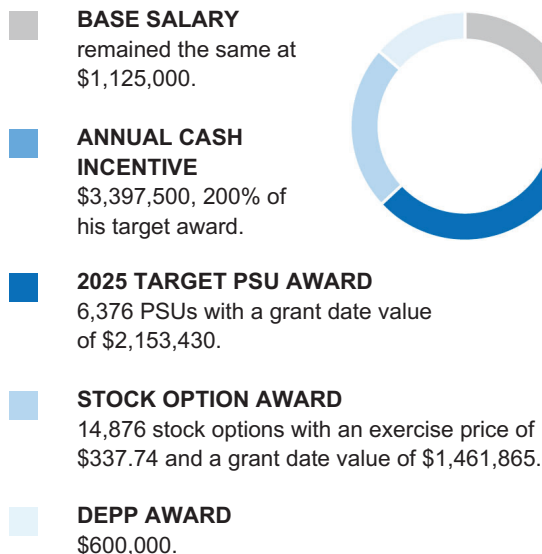 BASE SALARY
remained the same at
$1,125,000.
ANNUAL CASH
INCENTIVE
$3,397,500, 200% of
his target award.
2025 TARGET PSU AWARD
6,376 PSUs with a grant date value
of $2,153,430.
STOCK OPTION AWARD
14,876 stock options with an exercise price of
$337.74 and a grant date value of $1,461,865.
DEPP AWARD
$600,000.